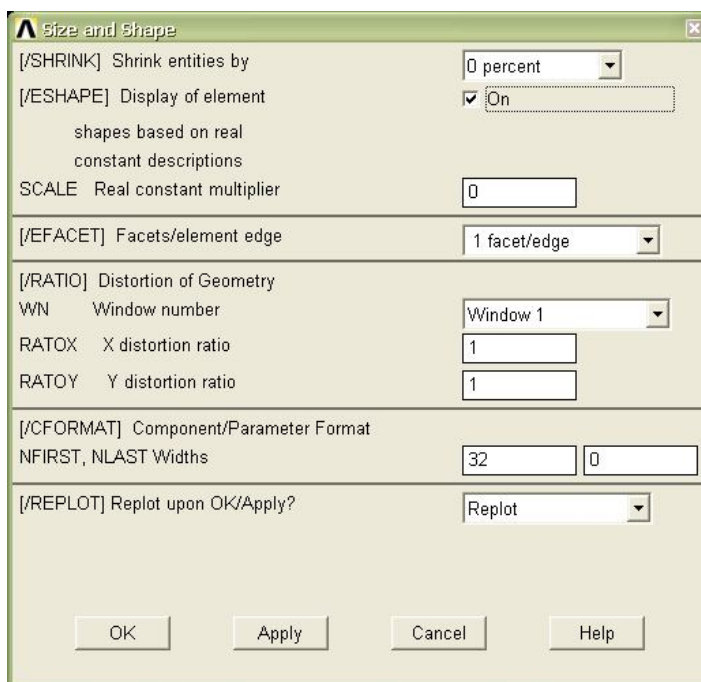 Size and Shape
[/SHRINK] Shrink entities by 0 percent
[/ESHAPE] Display of element On
shapes based on real
constant descriptions
SCALE Real constant multiplier 0
[/EFACET] Facets/element edge 1 facet/edge
[/RATIO] Distortion of Geometry
WN Window number Window 1
RATOX X distortion ratio 1
RATOY Y distortion ratio 1
[/CFORMAT] Component/Parameter Format
NFIRST, NLAST Widths 32 0
[/REPLOT] Replot upon OK/Apply? Replot
OK Apply Cancel Help